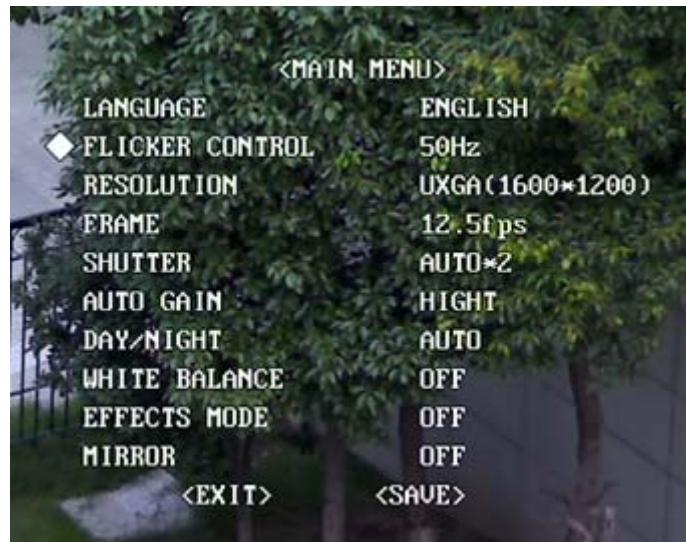 <MAIN MENU>
LANGUAGE ENGLISH
FLICKER CONTROL 50Hz
RESOLUTION UXGA(1600*1200)
FRAME 12.5fps
SHUTTER AUTO*2
AUTO GAIN HIGHT
DAY/NIGHT AUTO
WHITE BALANCE OFF
EFFECTS MODE OFF
MIRROR OFF
<EXIT> <SAVE>